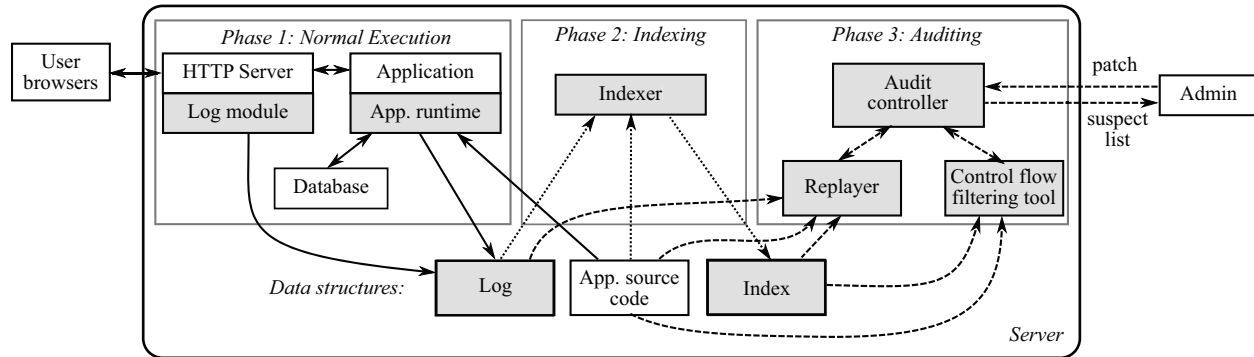 Phase 1: Normal Execution
Phase 2: Indexing
Phase 3: Auditing
User
browsers
HTTP Server
Log module
Application
App. runtime
Database
Indexer
Audit
controller
Replayer
Control flow
filtering tool
patch
suspect
list
Admin
Data structures:
Log
App. source
code
Index
Server